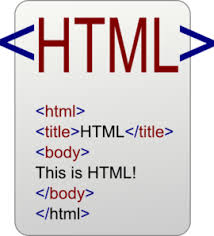 <HTML>
<html>
<title>HTML</title>
<body>
This is HTML!
</body>
</html>